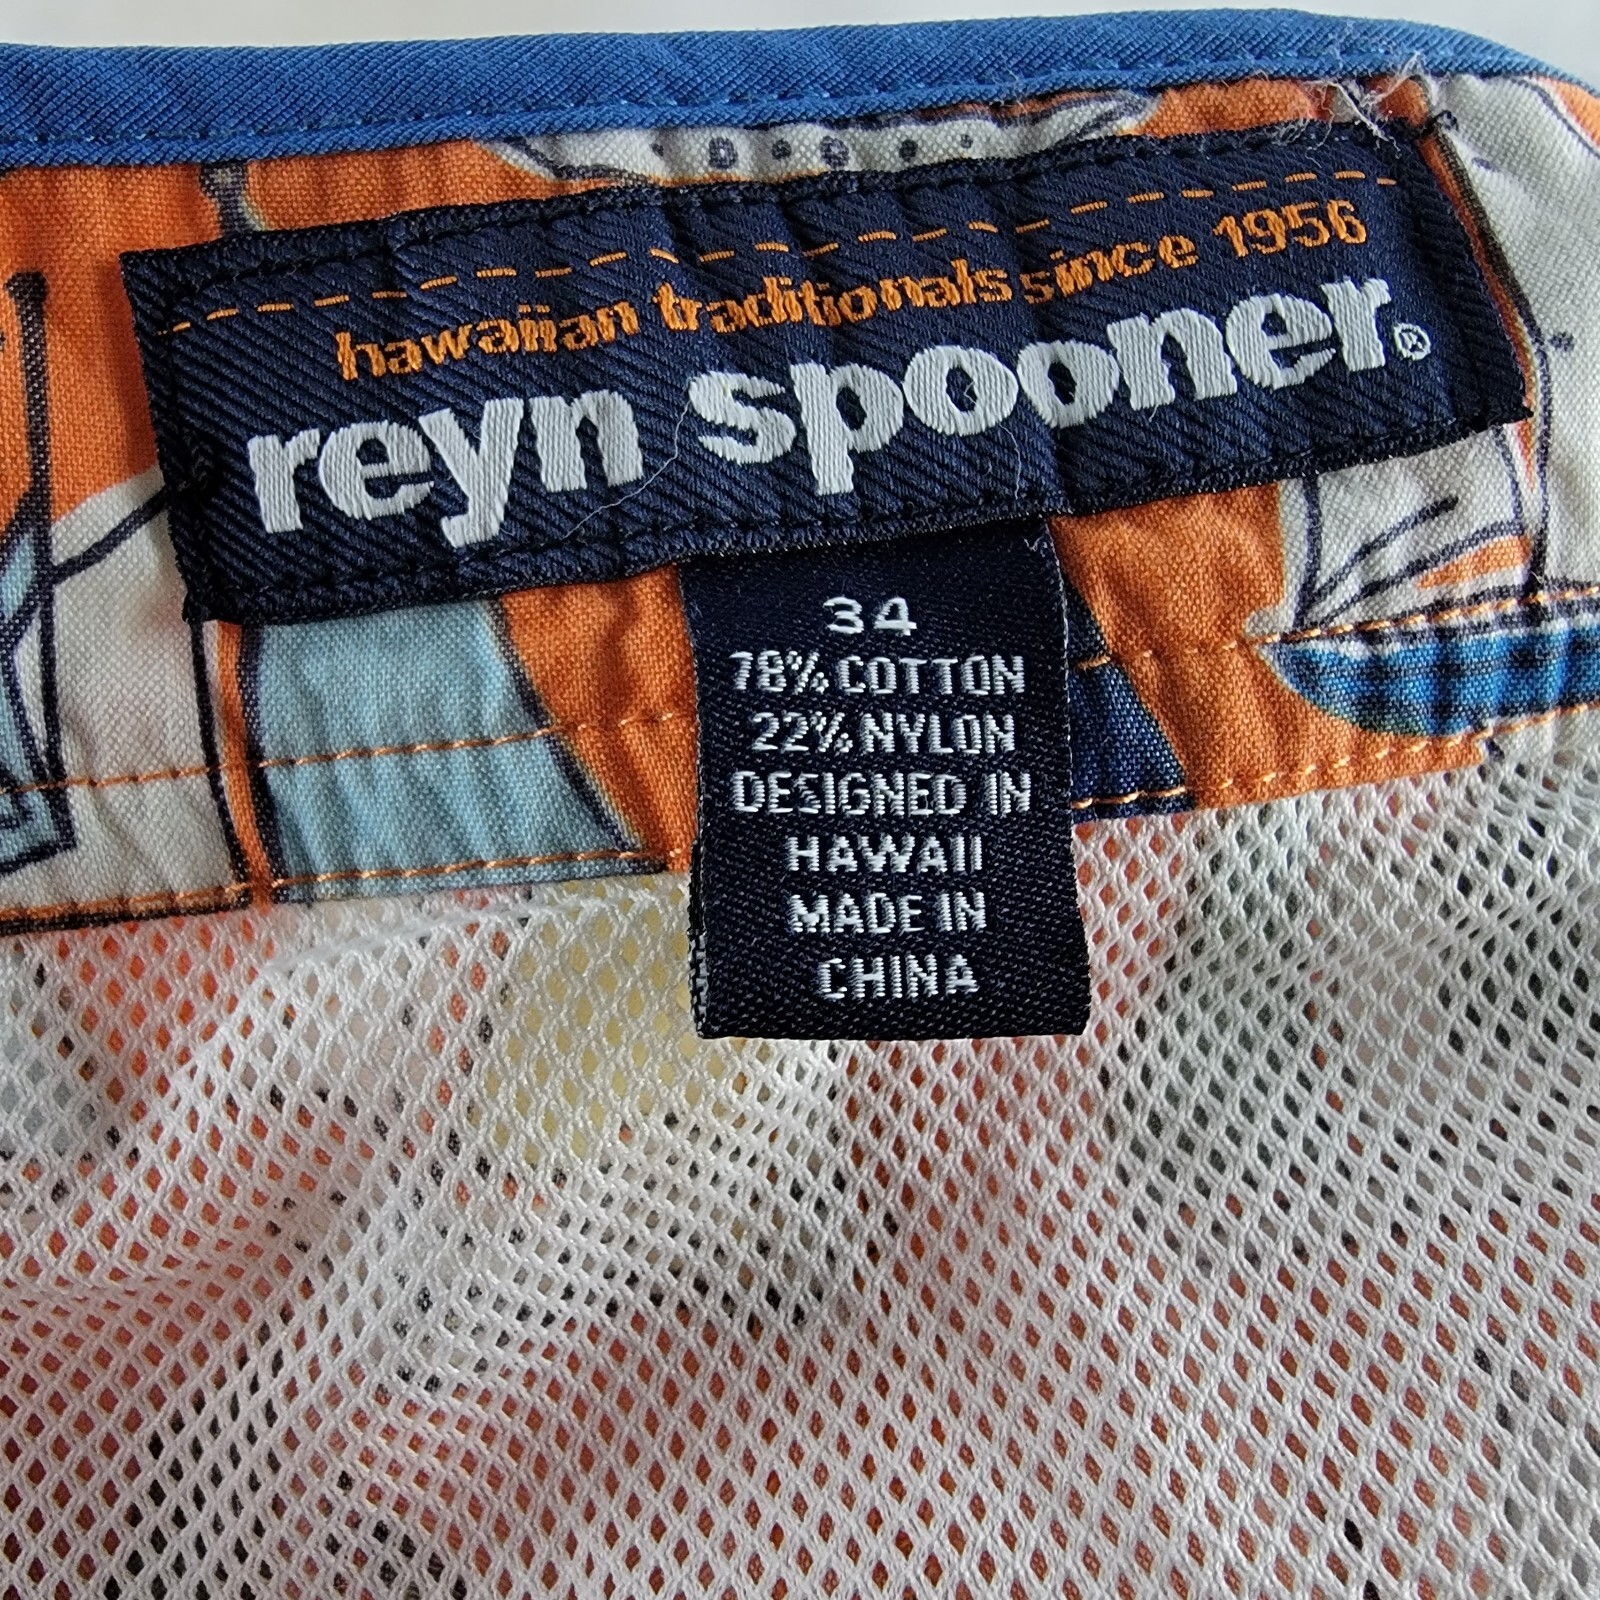 hawaiian traditionals since 1956
reyn spooner®
34
78% COTTON
22% NYLON
DESIGNED IN
HAWAII
MADE IN
CHINA